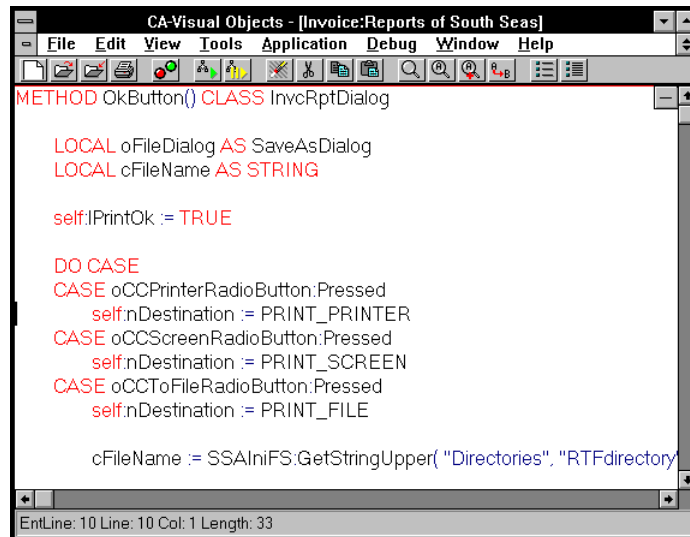 CA-Visual Objects - [Invoice:Reports of South Seas]
File Edit View Tools Application Debug Window Help
METHOD OkButton() CLASS InvcRptDialog
LOCAL oFileDialog AS SaveAsDialog
LOCAL cFileName AS STRING
self:lPrintOk := TRUE
DO CASE
CASE oCCPrinterRadioButton:Pressed
self:nDestination := PRINT_PRINTER
CASE oCCScreenRadioButton:Pressed
self:nDestination := PRINT_SCREEN
CASE oCCToFileRadioButton:Pressed
self:nDestination := PRINT_FILE
cFileName := SSAIniFS:GetStringUpper( "Directories", "RTFdirectory"
EntLine: 10 Line: 10 Col: 1 Length: 33